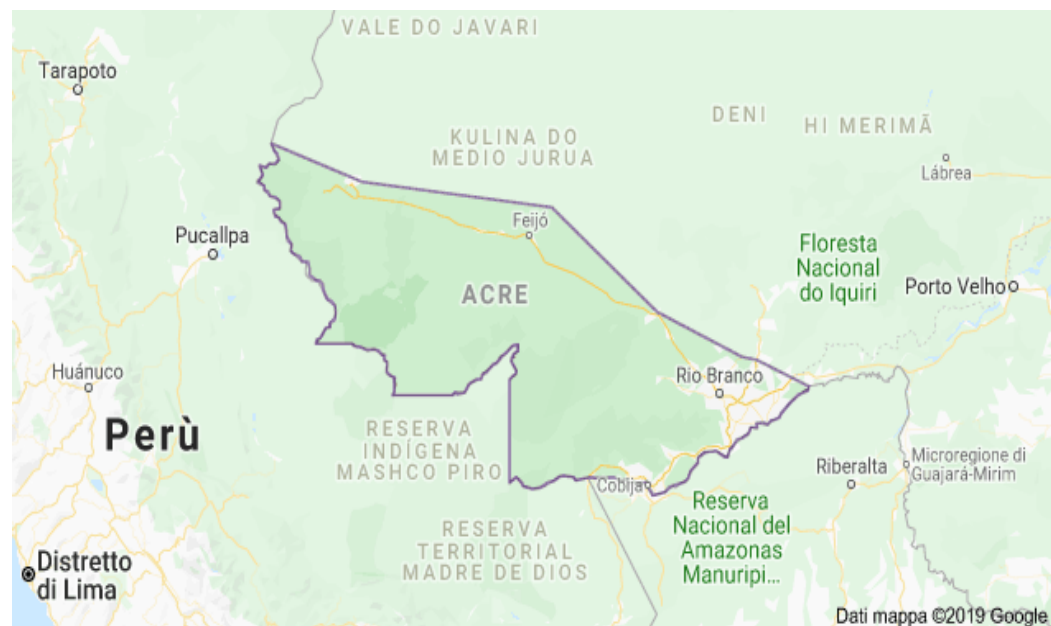 VALE DO JAVARI
Tarapoto
DENI
HI MERIMÃ
KULINA DO
MEDIO JURUA
Lábrea
Feijó
Pucallpa
Floresta
Nacional
do Iquiri
Porto Velho
ACRE
Huánuco
Rio Branco
Perù
RESERVA
INDÍGENA
MASHCO PIRO
Riberalta
Microregione di
Guajará-Mirim
Cobija
Reserva
Nacional del
Amazonas
Manuripi...
RESERVA
TERRITORIAL
MADRE DE DIOS
Distretto
di Lima
Dati mappa ©2019 Google